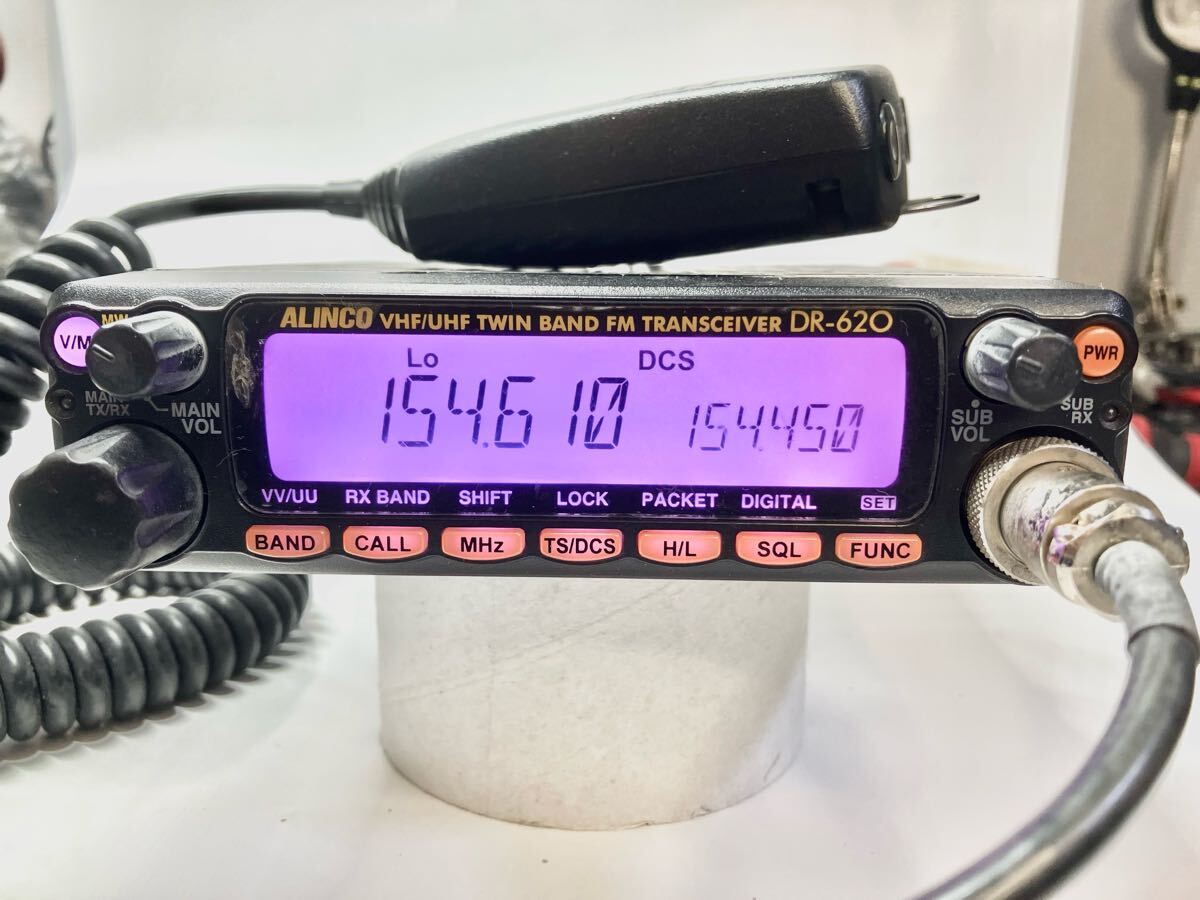 ALINCO VHF/UHF TWIN BAND FM TRANSCEIVER DR-620
V/M
PWR
Lo
DCS
154.610
154.450
MAIN VOL
SUB VOL
SUB RX
TX/RX
VV/UU RX BAND SHIFT LOCK PACKET DIGITAL SET
BAND CALL MHz TS/DCS H/L SQL FUNC